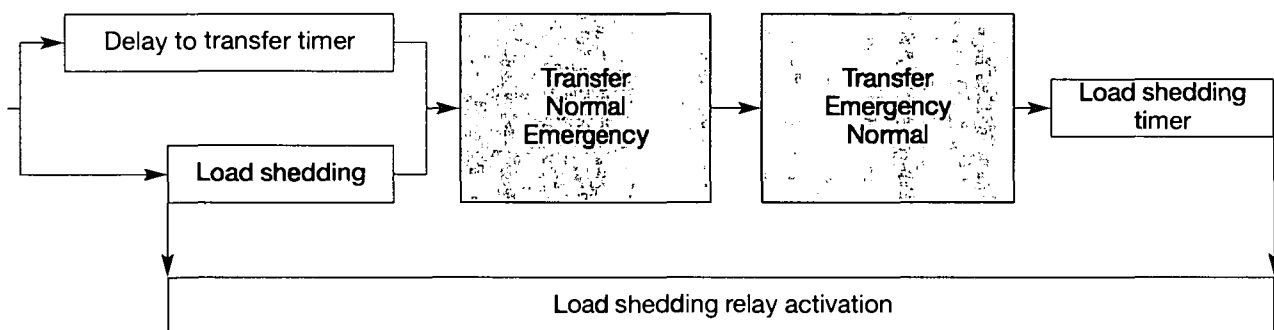 Delay to transfer timer
Load shedding
Transfer
Normal
Emergency
Transfer
Emergency
Normal
Load shedding
timer
Load shedding relay activation